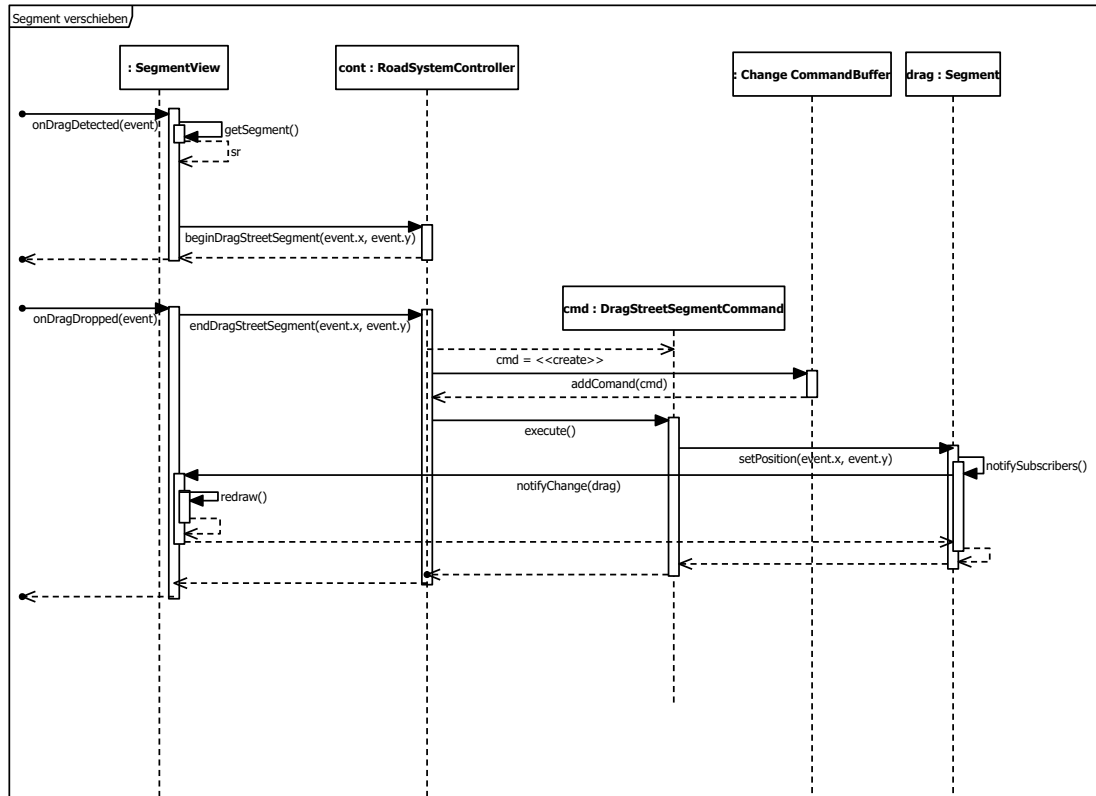 Segment verschieben
: SegmentView
cont : RoadSystemController
: Change CommandBuffer
drag : Segment
onDragDetected(event)
getSegment()
sr
beginDragStreetSegment(event.x, event.y)
cmd : DragStreetSegmentCommand
onDragDropped(event)
endDragStreetSegment(event.x, event.y)
cmd = <<create>>
addComand(cmd)
execute()
setPosition(event.x, event.y)
notifySubscribers()
notifyChange(drag)
redraw()